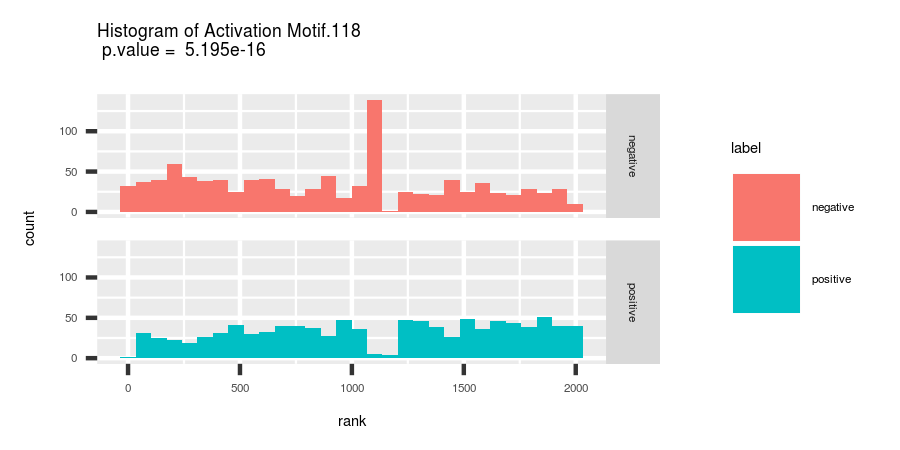 Histogram of Activation Motif.118
p.value = 5.195e-16
count
100
50
0
negative
100
50
0
positive
0 500 1000 1500 2000
rank
label
negative
positive